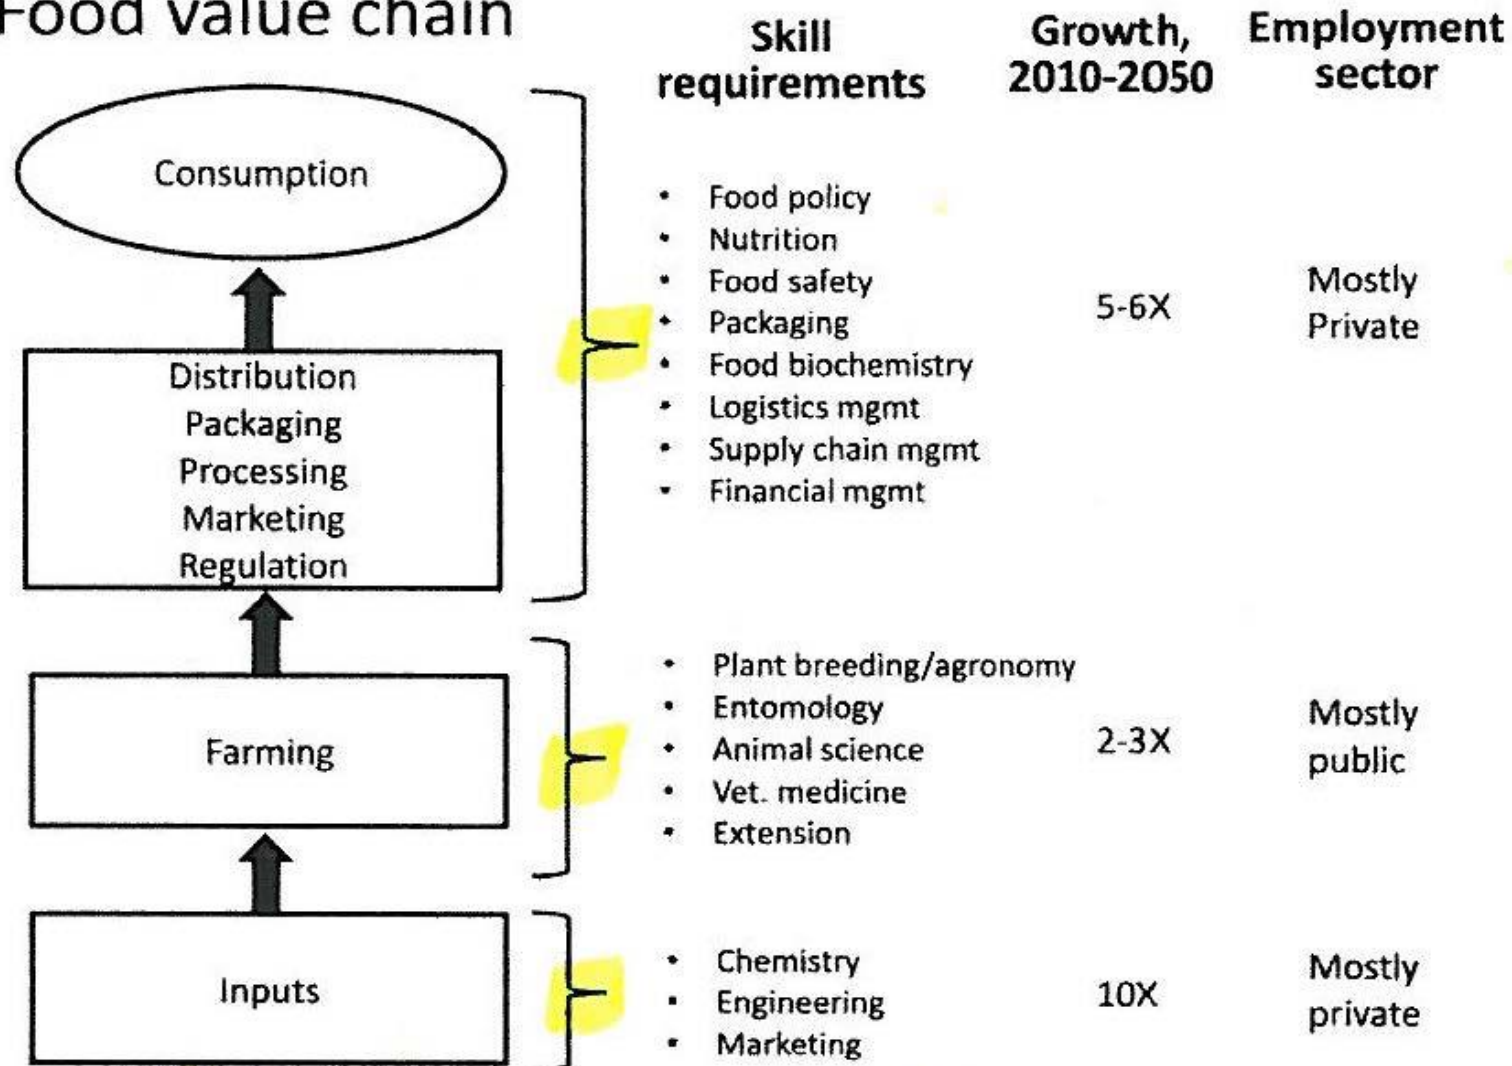 Food value chain
Skill
requirements
Growth,
2010-2050
Employment
sector
Consumption
Distribution
Packaging
Processing
Marketing
Regulation
• Food policy
• Nutrition
• Food safety
• Packaging
• Food biochemistry
• Logistics mgmt
• Supply chain mgmt
• Financial mgmt
5-6X
Mostly
Private
Farming
• Plant breeding/agronomy
• Entomology
• Animal science
• Vet. medicine
• Extension
2-3X
Mostly
public
Inputs
• Chemistry
• Engineering
• Marketing
10X
Mostly
private